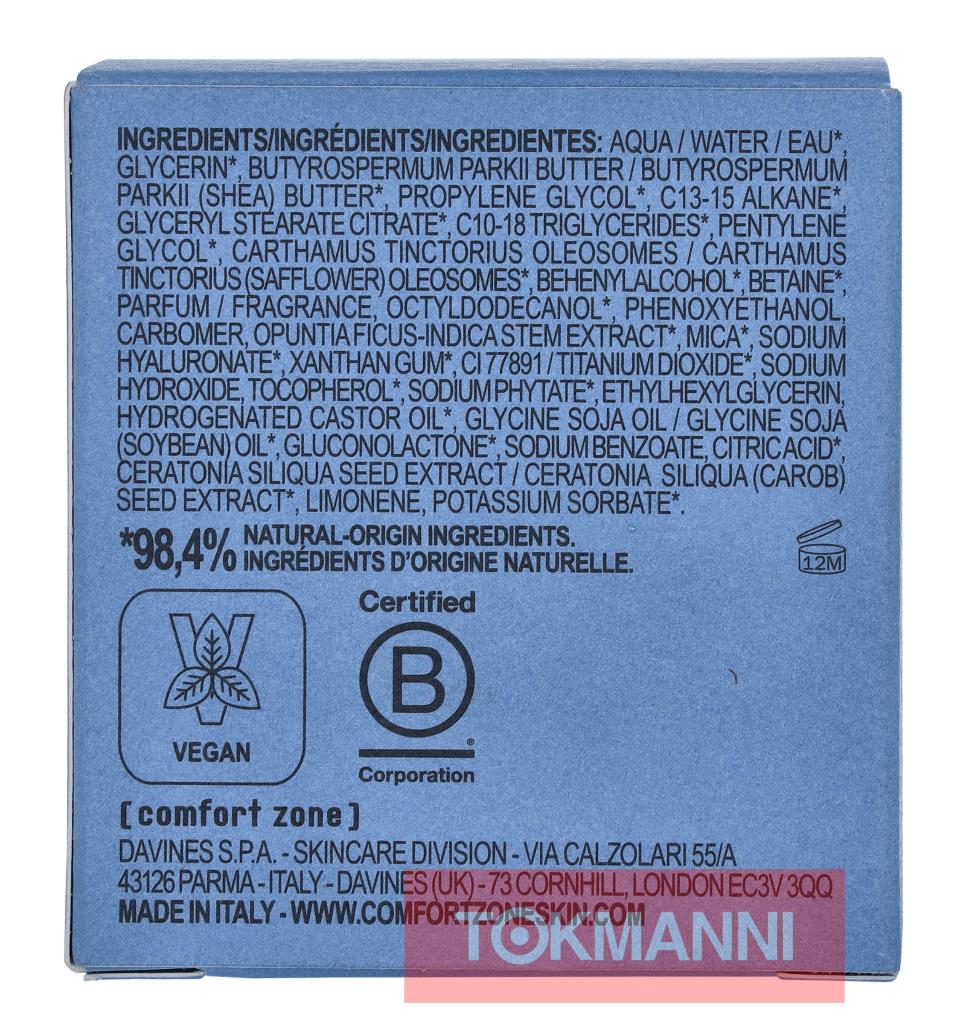 INGREDIENTS/INGRÉDIENTS/INGREDIENTES: AQUA / WATER / EAU*,
GLYCERIN*, BUTYROSPERMUM PARKII BUTTER / BUTYROSPERMUM
PARKII (SHEA) BUTTER*, PROPYLENE GLYCOL*, C13-15 ALKANE*,
GLYCERYL STEARATE CITRATE*, C10-18 TRIGLYCERIDES*, PENTYLENE
GLYCOL*, CARTHAMUS TINCTORIUS OLEOSOMES / CARTHAMUS
TINCTORIUS (SAFFLOWER) OLEOSOMES*, BEHENYL ALCOHOL*, BETAINE*,
PARFUM / FRAGRANCE, OCTYLDODECANOL*, PHENOXYETHANOL,
CARBOMER, OPUNTIA FICUS-INDICA STEM EXTRACT*, MICA*, SODIUM
HYALURONATE*, XANTHAN GUM*, CI 77891 / TITANIUM DIOXIDE*, SODIUM
HYDROXIDE, TOCOPHEROL*, SODIUM PHYTATE*, ETHYLHEXYLGLYCERIN,
HYDROGENATED CASTOR OIL*, GLYCINE SOJA OIL / GLYCINE SOJA
(SOYBEAN) OIL*, GLUCONOLACTONE*, SODIUM BENZOATE, CITRIC ACID*,
CERATONIA SILIQUA SEED EXTRACT / CERATONIA SILIQUA (CAROB)
SEED EXTRACT*, LIMONENE, POTASSIUM SORBATE*.
*98,4% NATURAL-ORIGIN INGREDIENTS.
INGRÉDIENTS D'ORIGINE NATURELLE.
12M
VEGAN
Certified
B
®
Corporation
[comfort zone]
DAVINES S.P.A. - SKINCARE DIVISION - VIA CALZOLARI 55/A
43126 PARMA - ITALY - DAVINES (UK) - 73 CORNHILL, LONDON EC3V 3QQ
MADE IN ITALY - WWW.COMFORTZONESKIN.COM
TOKMANNI